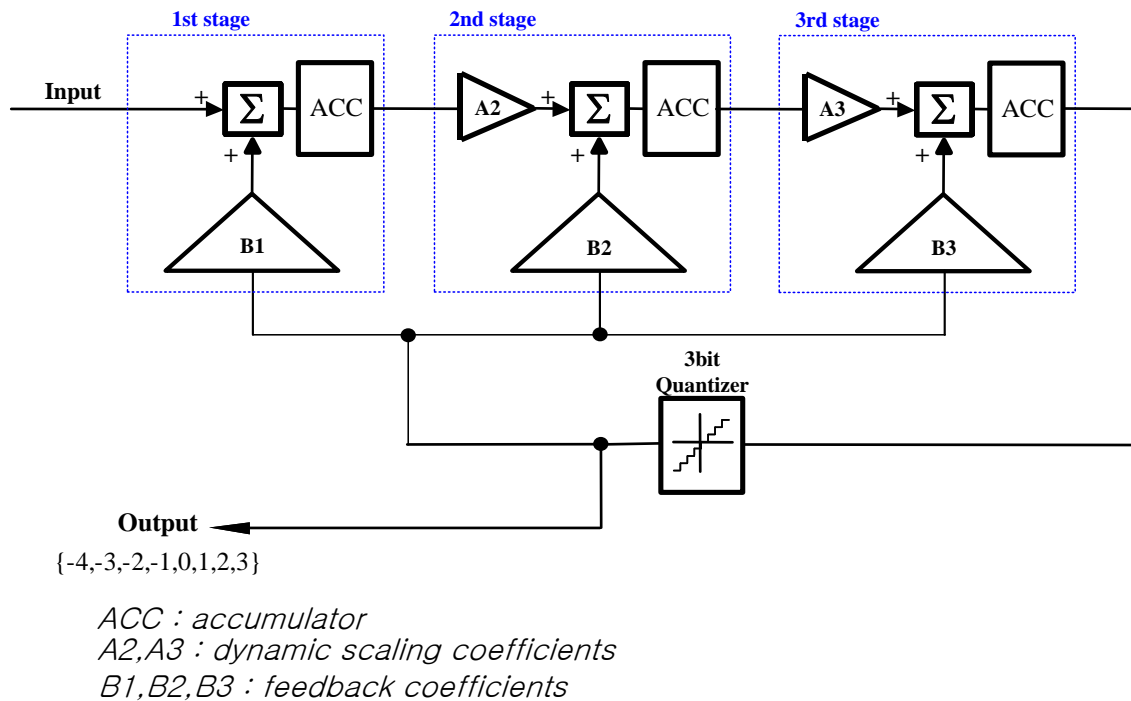 1st stage
2nd stage
3rd stage
Input
+
Σ
ACC
A2
+
Σ
ACC
A3
+
Σ
ACC
+
+
+
B1
B2
B3
3bit
Quantizer
Output
{-4,-3,-2,-1,0,1,2,3}
ACC : accumulator
A2,A3 : dynamic scaling coefficients
B1,B2,B3 : feedback coefficients